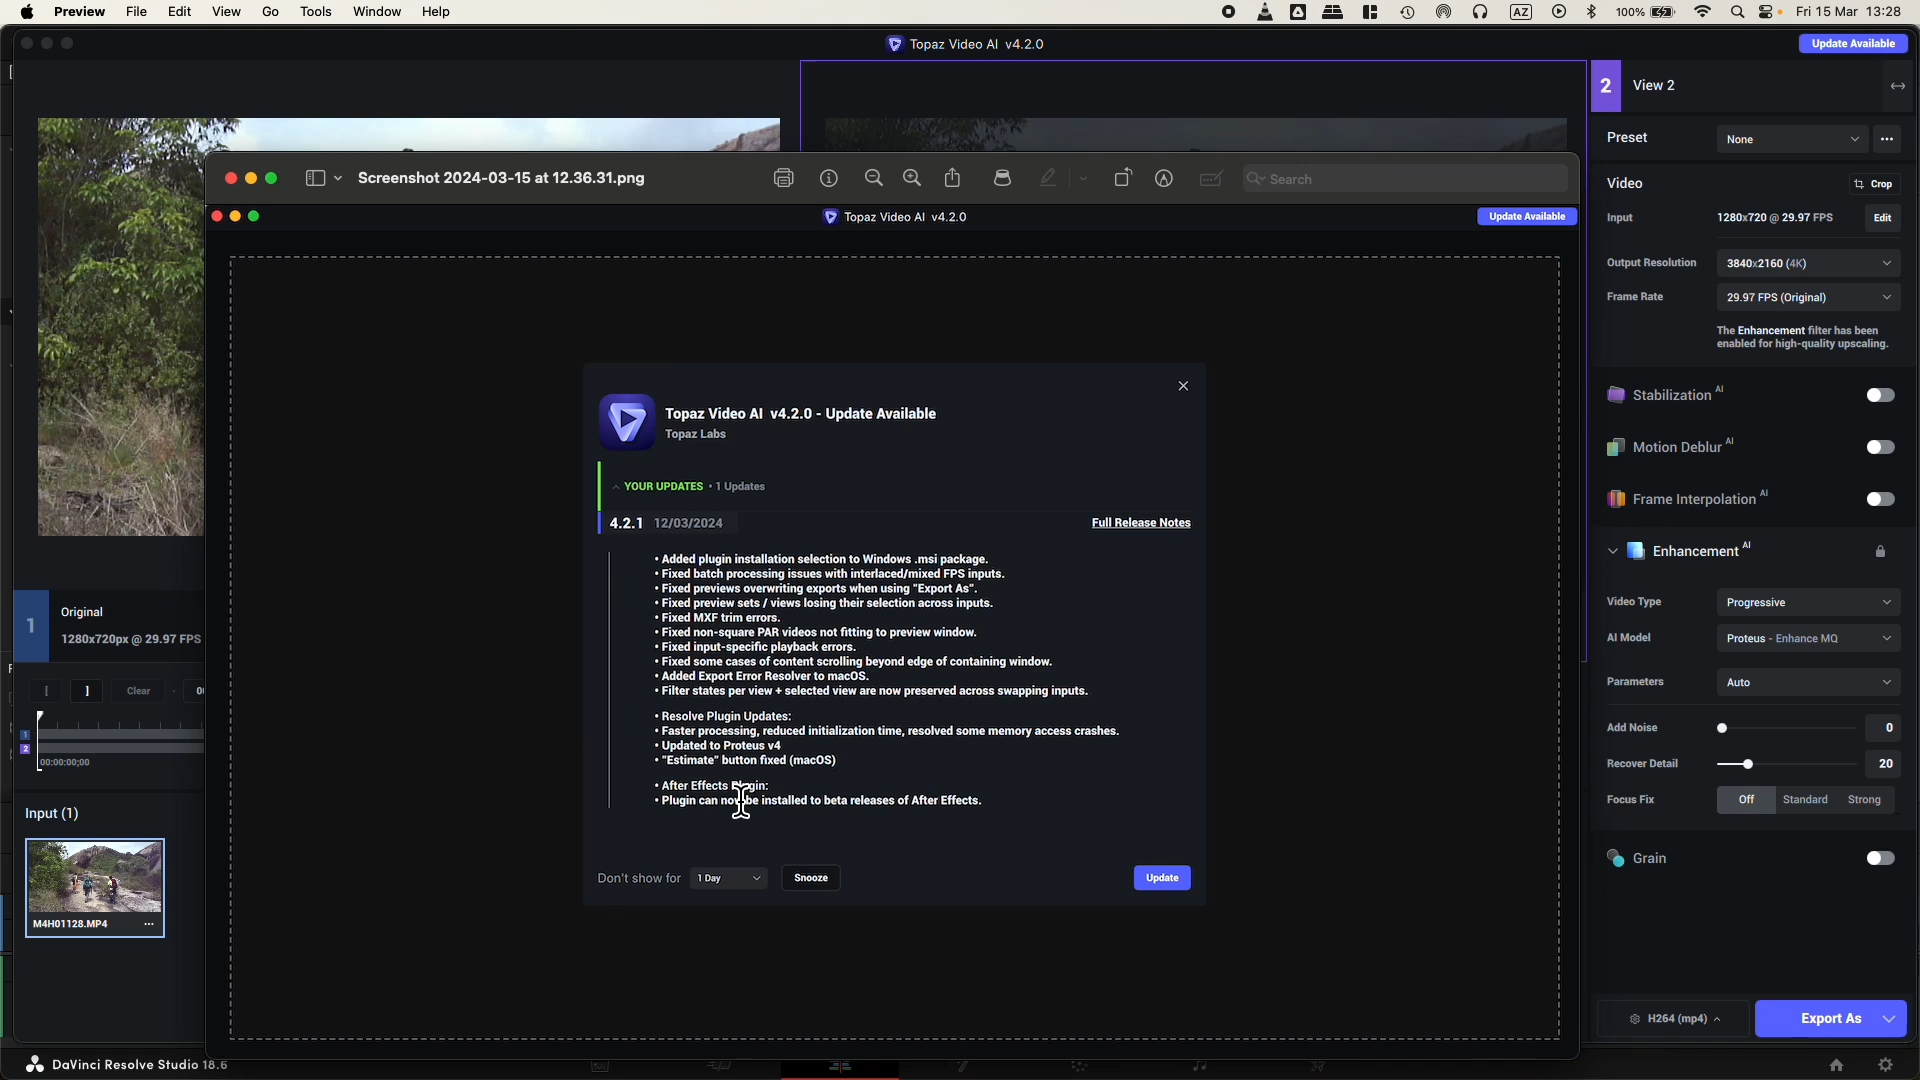 Preview File Edit View Go Tools Window Help
AZ 100% Fri 15 Mar 13:28
Topaz Video AI v4.2.0
Update Available
2 View 2
Preset None
Screenshot 2024-03-15 at 12.36.31.png
Search
Video Crop
Input 1280x720 @ 29.97 FPS Edit
Topaz Video AI v4.2.0
Update Available
Output Resolution 3840x2160 (4K)
Frame Rate 29.97 FPS (Original)
The Enhancement filter has been
enabled for high-quality upscaling.
Stabilization AI
Motion Deblur AI
Frame Interpolation AI
Enhancement AI
Video Type Progressive
AI Model Proteus - Enhance MQ
Parameters Auto
Add Noise 0
Recover Detail 20
Focus Fix Off Standard Strong
Grain
H264 (mp4)
Export As
Topaz Video AI v4.2.0 - Update Available
Topaz Labs
YOUR UPDATES • 1 Updates
4.2.1 12/03/2024
Full Release Notes
• Added plugin installation selection to Windows .msi package.
• Fixed batch processing issues with interlaced/mixed FPS inputs.
• Fixed previews overwriting exports when using "Export As".
• Fixed preview sets / views losing their selection across inputs.
• Fixed MXF trim errors.
• Fixed non-square PAR videos not fitting to preview window.
• Fixed input-specific playback errors.
• Fixed some cases of content scrolling beyond edge of containing window.
• Added Export Error Resolver to macOS.
• Filter states per view + selected view are now preserved across swapping inputs.
• Resolve Plugin Updates:
• Faster processing, reduced initialization time, resolved some memory access crashes.
• Updated to Proteus v4
• "Estimate" button fixed (macOS)
• After Effects Plugin:
• Plugin can now be installed to beta releases of After Effects.
Don't show for 1 Day Snooze
Update
1 Original
1280x720px @ 29.97 FPS
[ ] Clear
1
2
00:00:00;00
Input (1)
M4H01128.MP4
DaVinci Resolve Studio 18.6